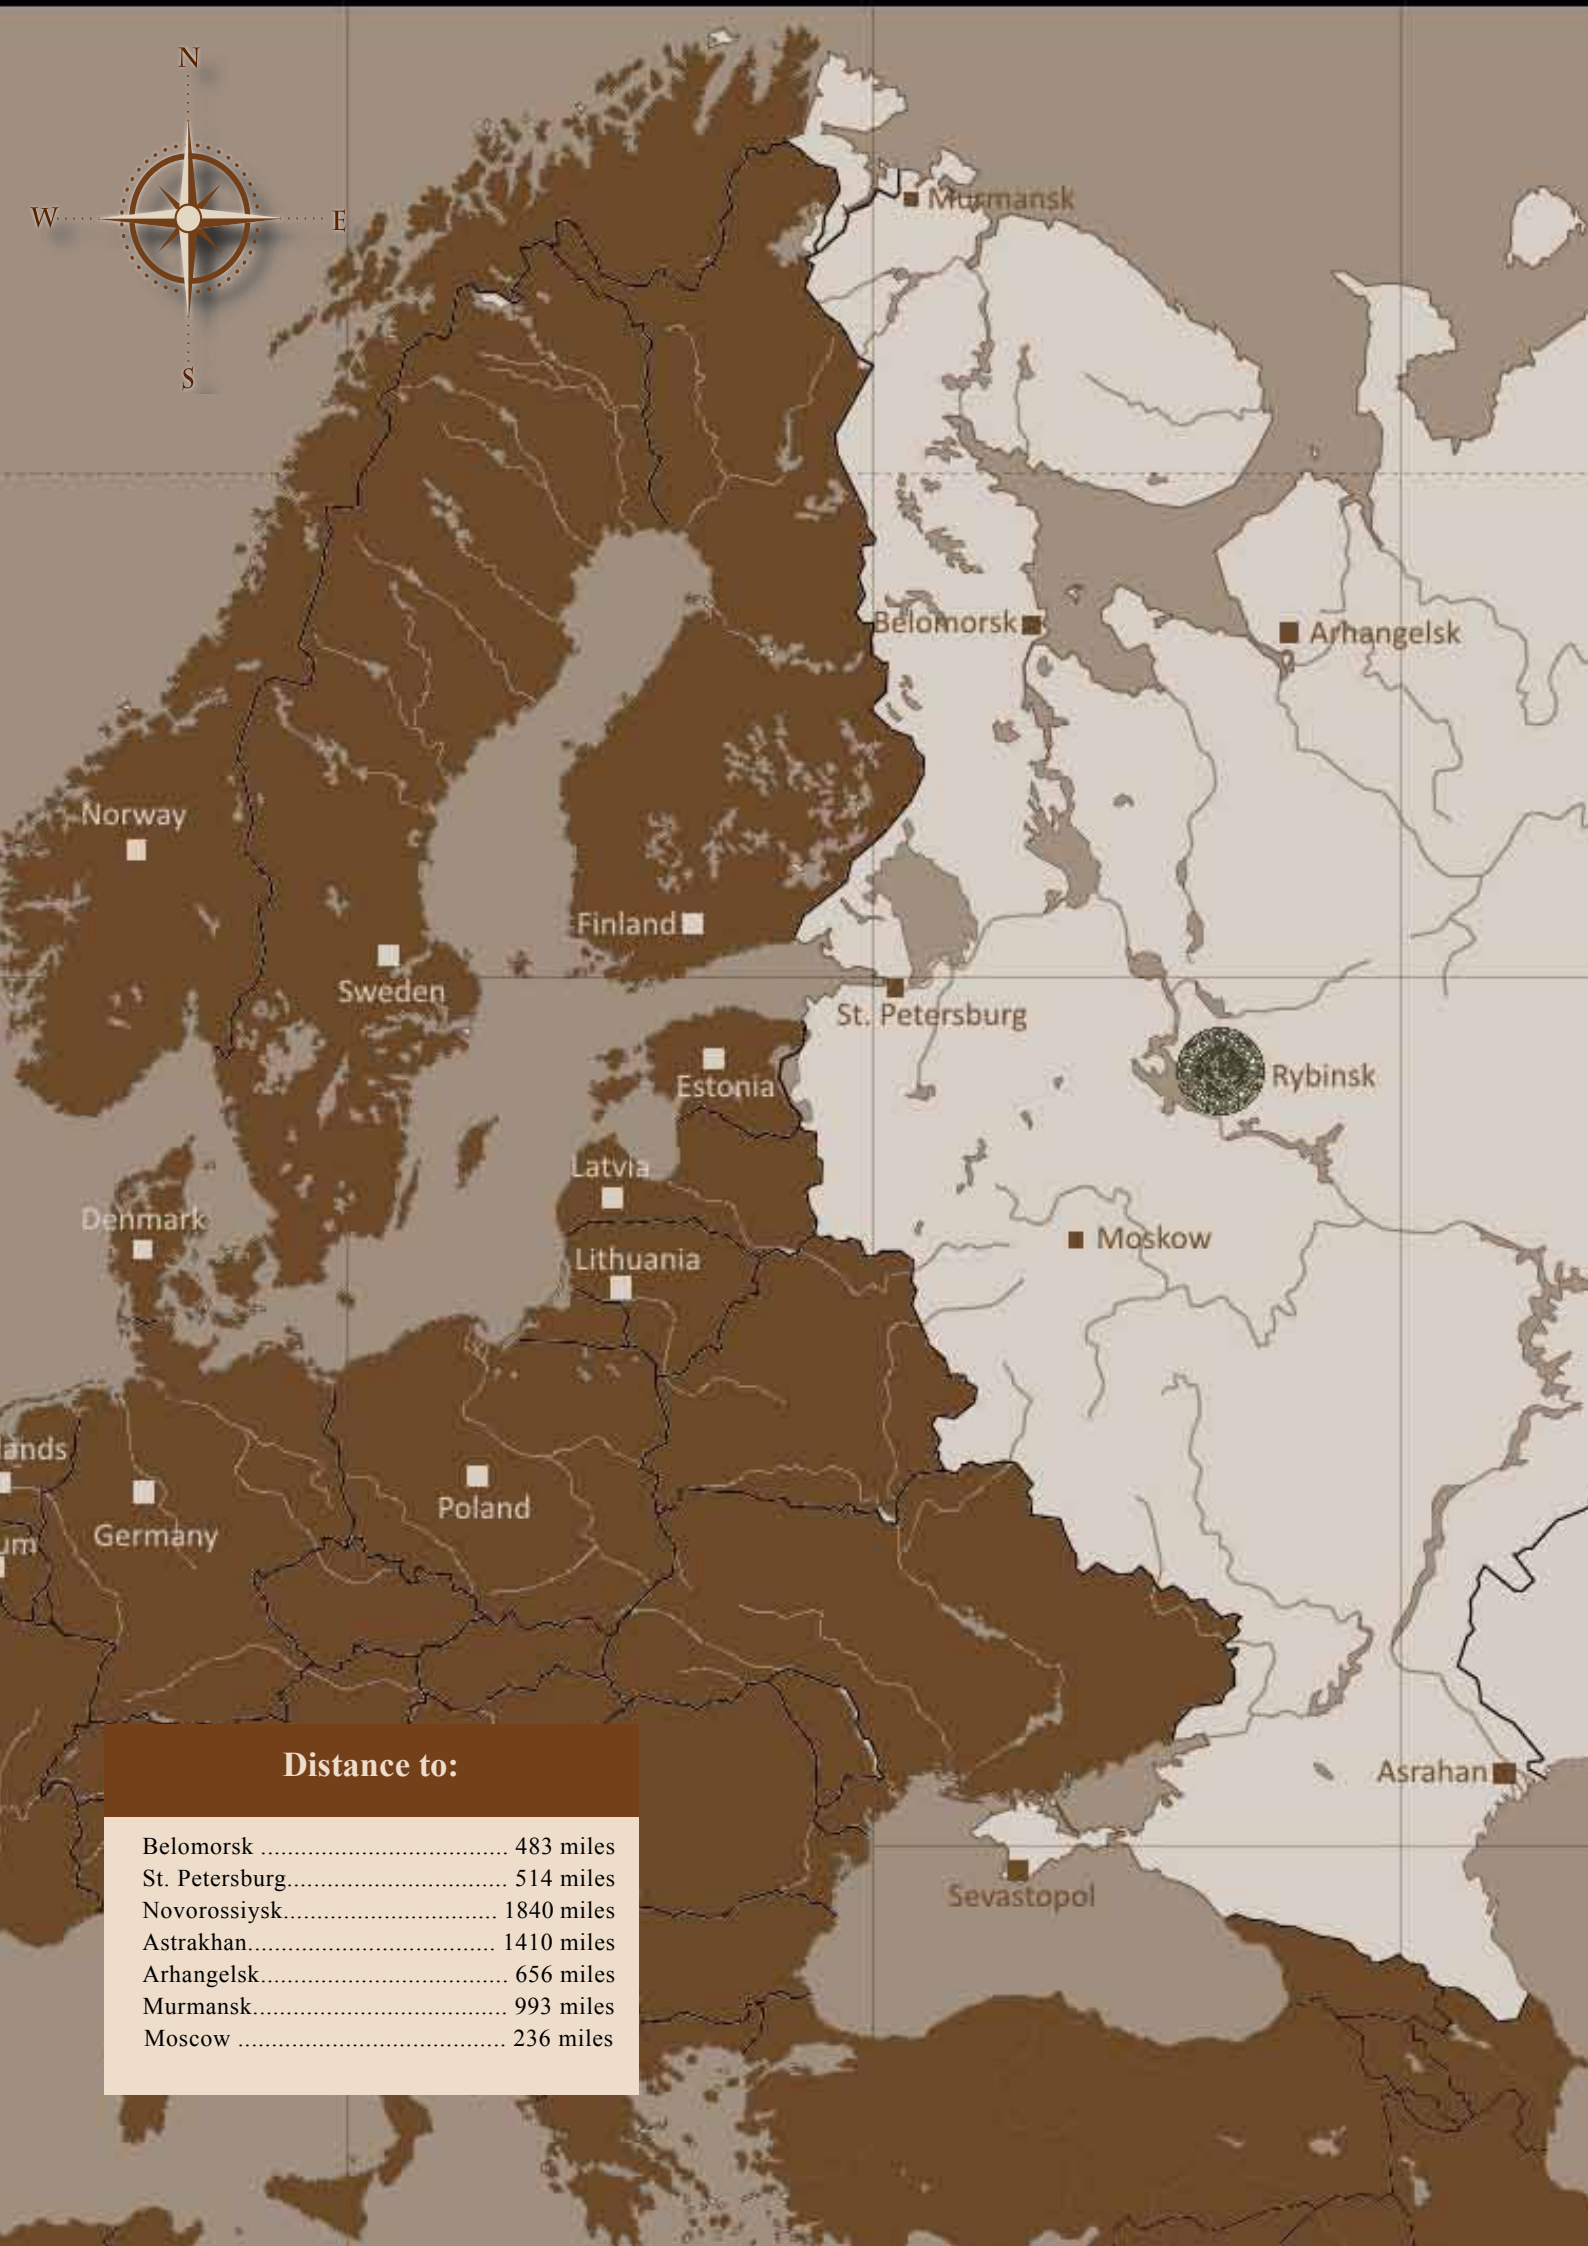 N
W
E
S
Murmansk
Belomorsk
Arhangelsk
Norway
Finland
Sweden
St. Petersburg
Estonia
Rybinsk
Latvia
Denmark
Moskow
Lithuania
lands
Poland
Germany
um
Distance to:
Asrahan
Belomorsk ..................................... 483 miles
St. Petersburg................................. 514 miles
Sevastopol
Novorossiysk................................ 1840 miles
Astrakhan..................................... 1410 miles
Arhangelsk..................................... 656 miles
Murmansk...................................... 993 miles
Moscow ........................................ 236 miles